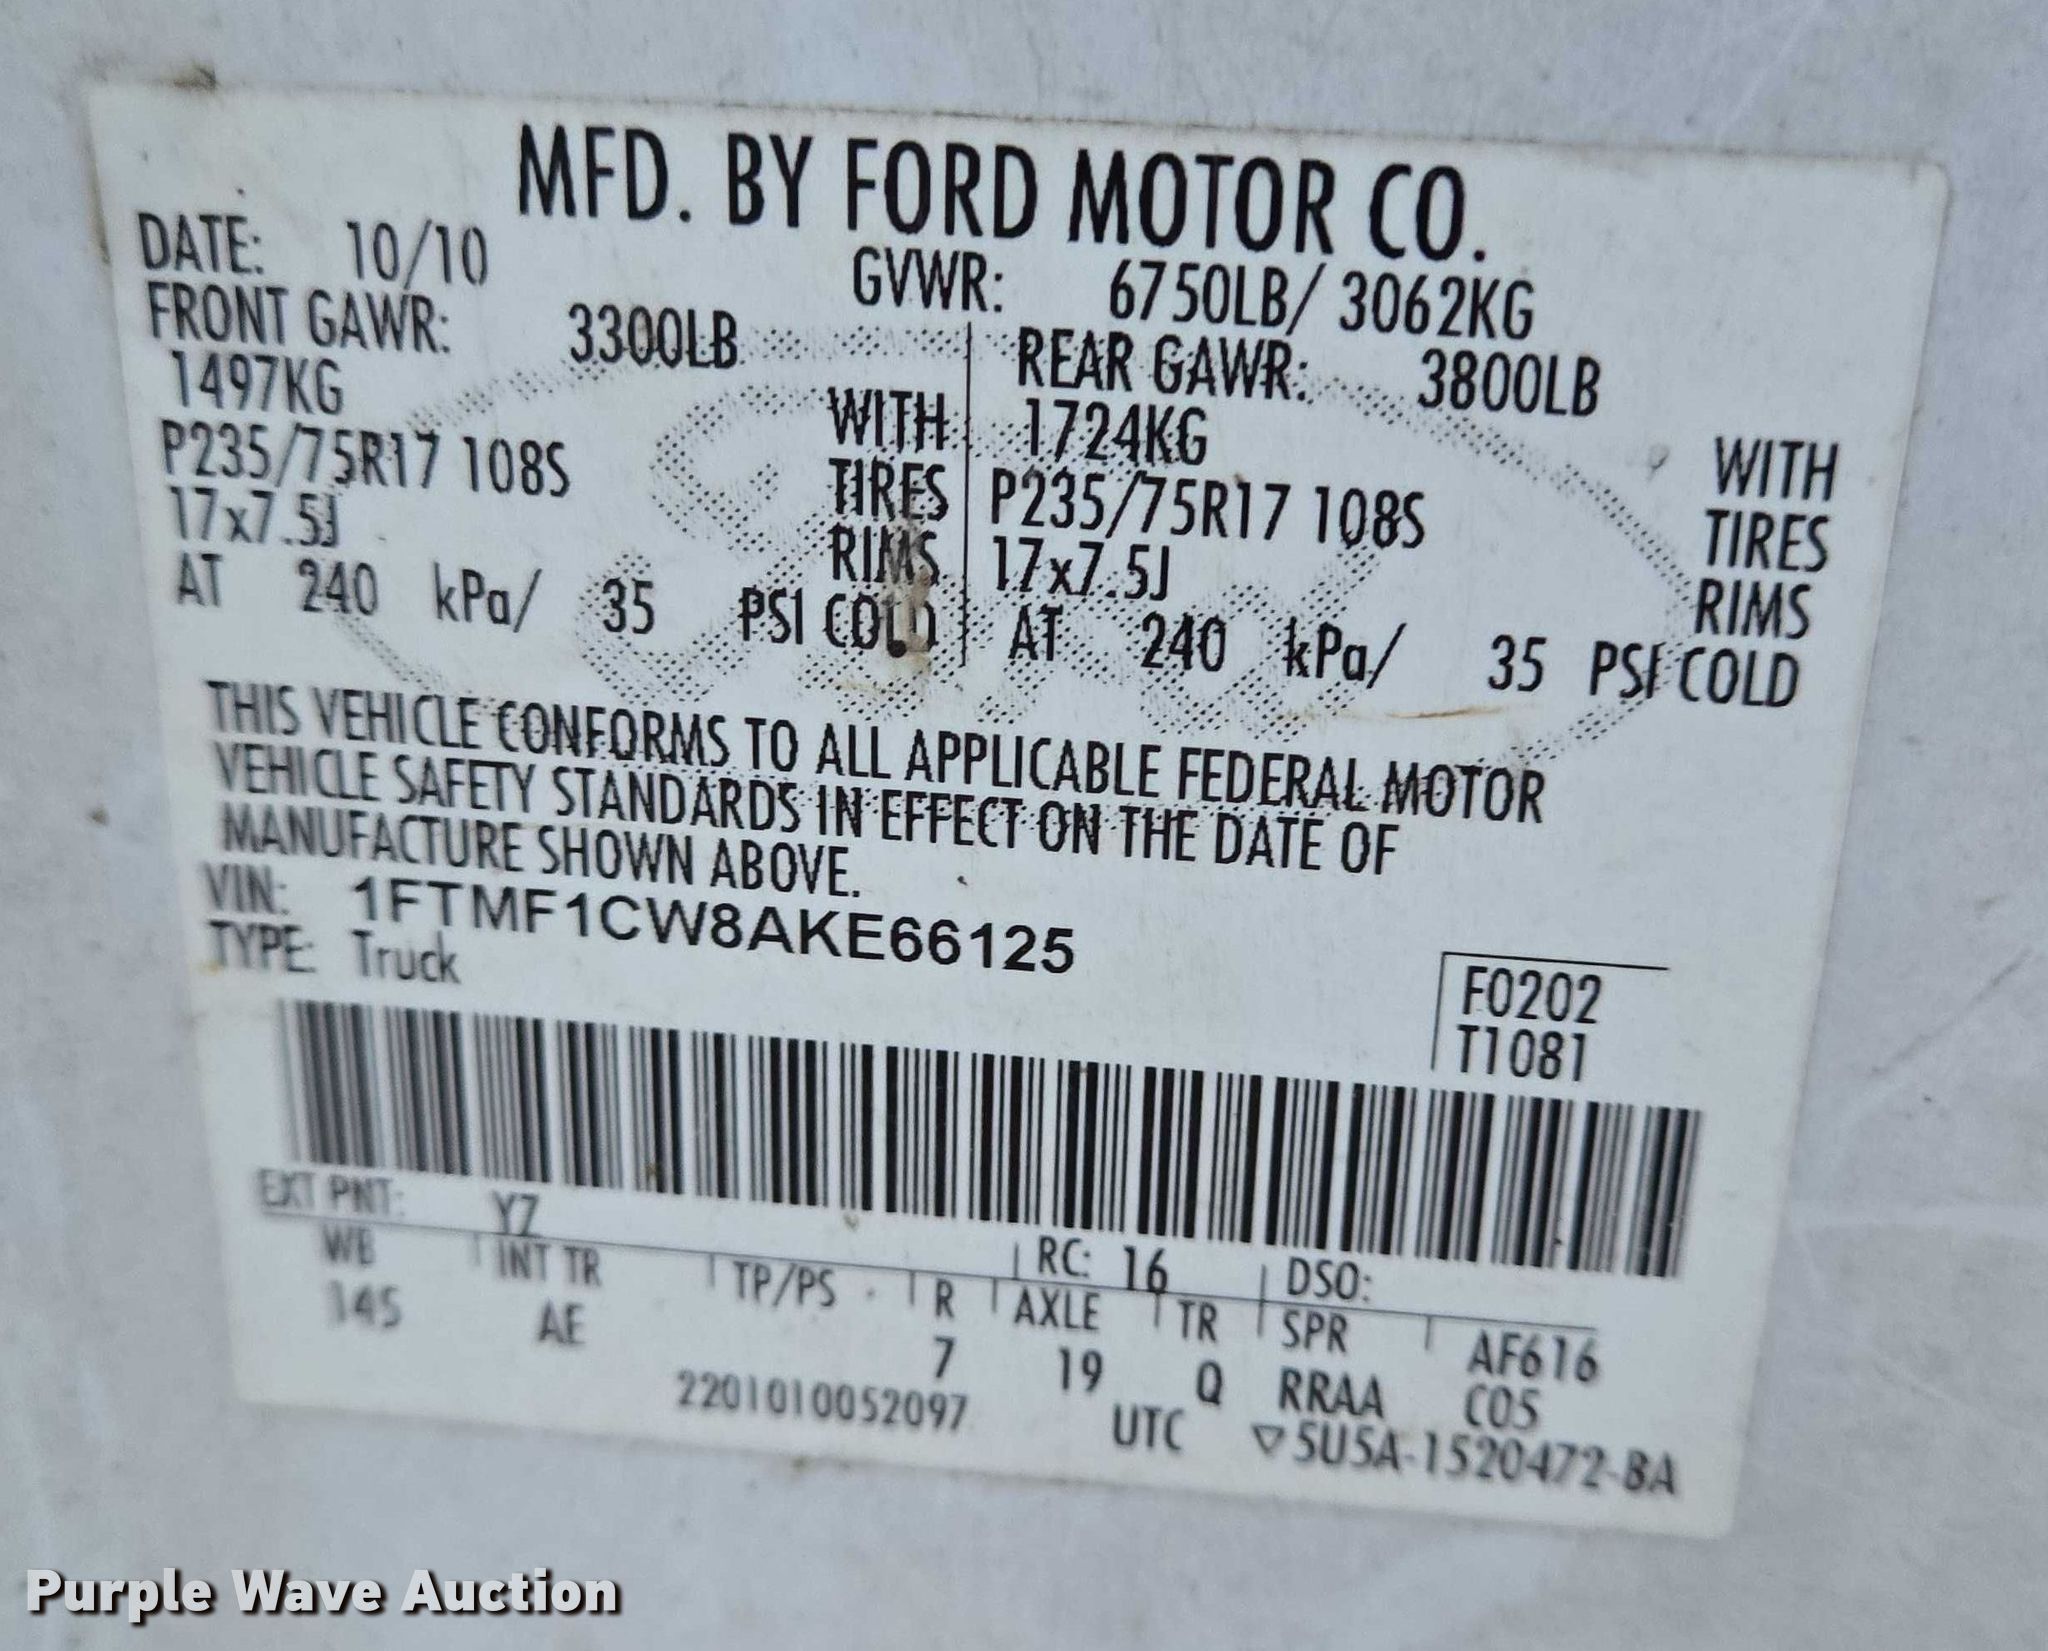 MFD. BY FORD MOTOR CO.
DATE: 10/10 GVWR: 6750LB/ 3062KG
FRONT GAWR: 3300LB REAR GAWR: 3800LB
1497KG WITH 1724KG WITH
P235/75R17 108S TIRES P235/75R17 108S TIRES
17x7.5J RIMS 17x7.5J RIMS
AT 240 kPa/ 35 PSI COLD AT 240 kPa/ 35 PSI COLD
THIS VEHICLE CONFORMS TO ALL APPLICABLE FEDERAL MOTOR
VEHICLE SAFETY STANDARDS IN EFFECT ON THE DATE OF
MANUFACTURE SHOWN ABOVE.
VIN: 1FTMF1CW8AKE66125
TYPE: Truck
F0202
T1081
EXT PNT: YZ RC: 16 DSO:
WB INT TR TP/PS R AXLE TR SPR AF616
145 AE 7 19 Q RRAA C05
2201010052097 UTC ▽5U5A-1520472-BA
Purple Wave Auction